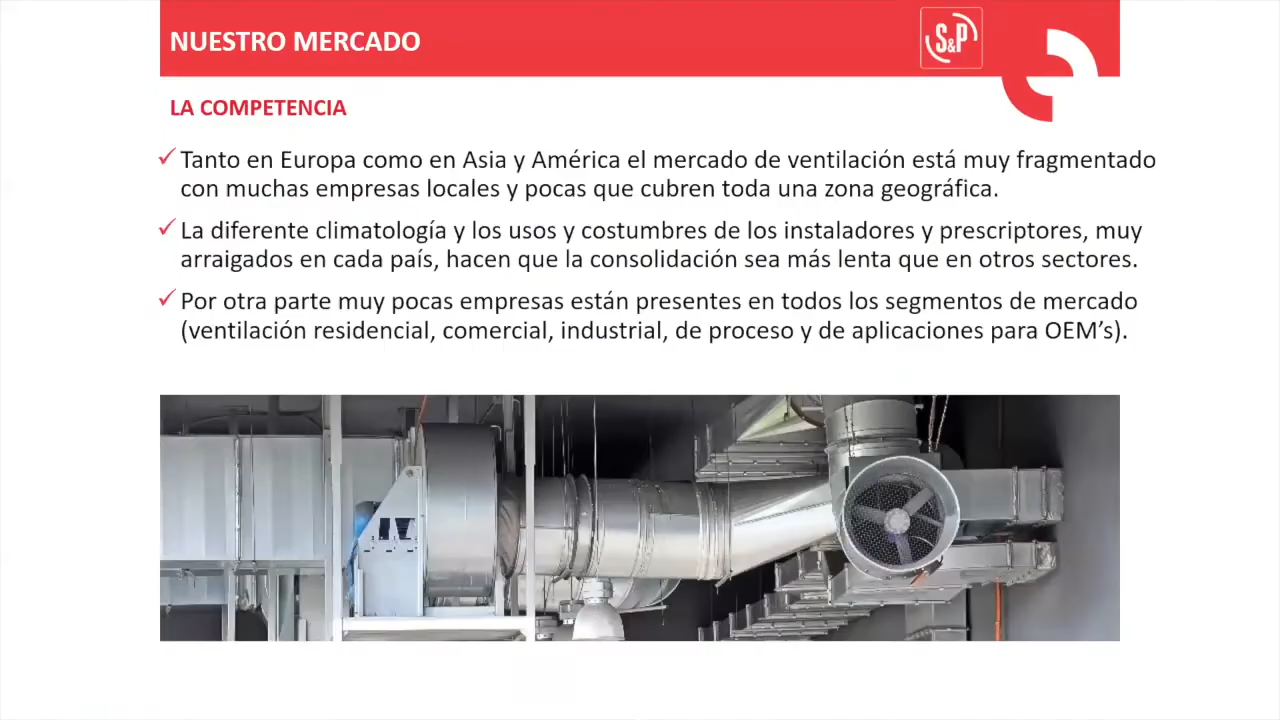 NUESTRO MERCADO
S&P
LA COMPETENCIA
Tanto en Europa como en Asia y América el mercado de ventilación está muy fragmentado
con muchas empresas locales y pocas que cubren toda una zona geográfica.
La diferente climatología y los usos y costumbres de los instaladores y prescriptores, muy
arraigados en cada país, hacen que la consolidación sea más lenta que en otros sectores.
Por otra parte muy pocas empresas están presentes en todos los segmentos de mercado
(ventilación residencial, comercial, industrial, de proceso y de aplicaciones para OEM’s).